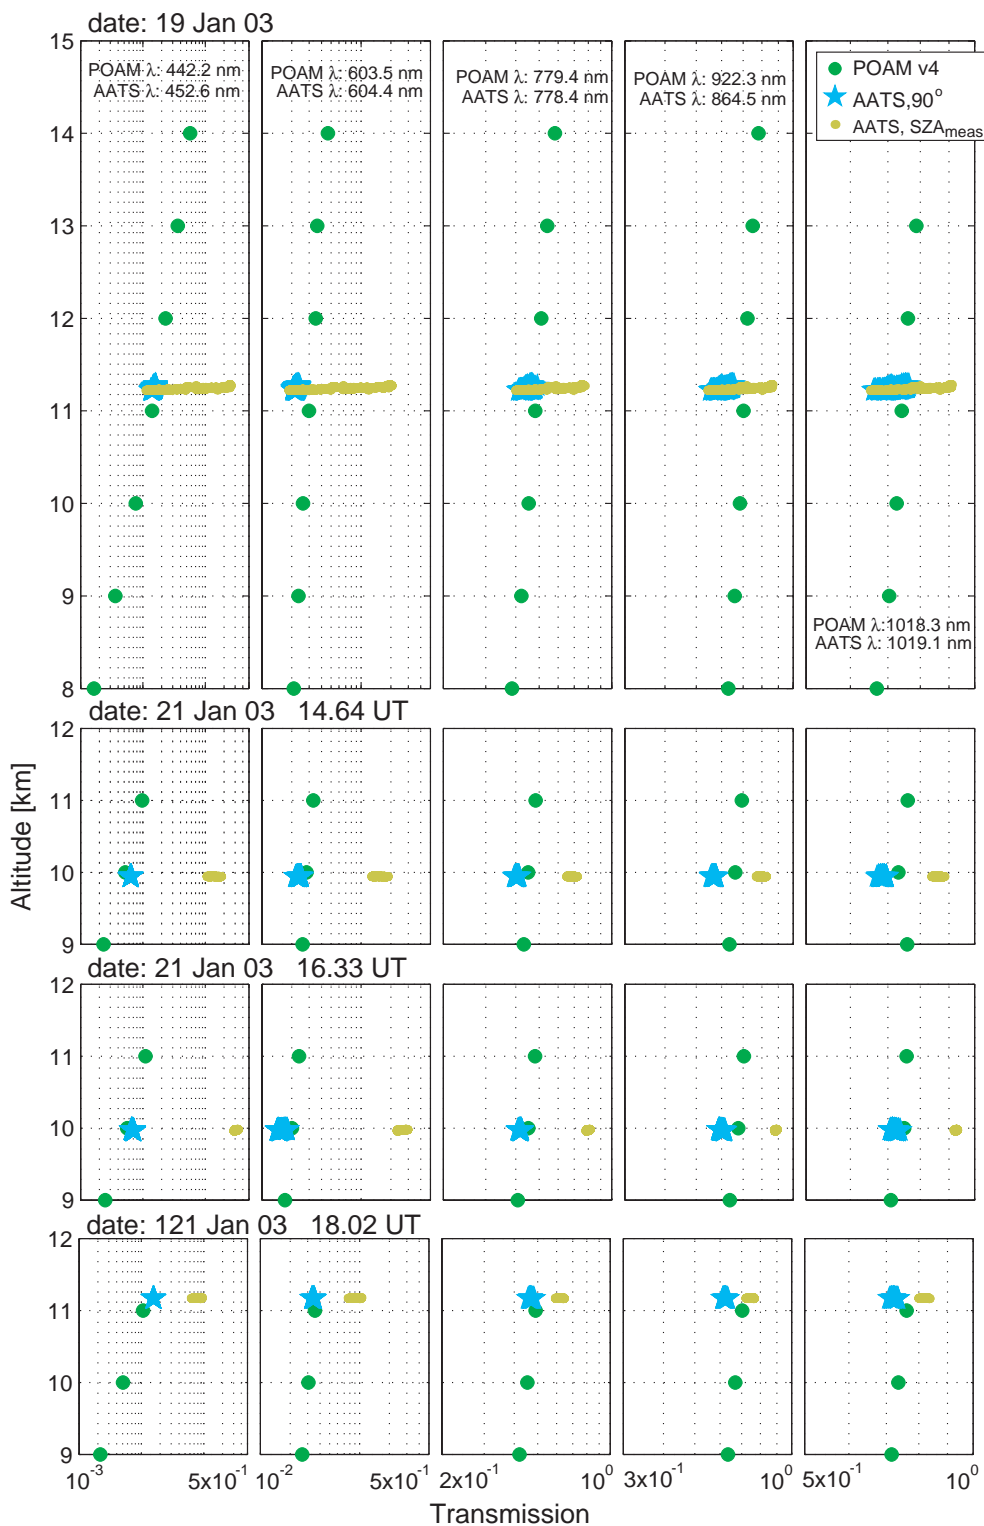 date: 19 Jan 03
15
14
13
12
11
10
9
8
POAM λ: 442.2 nm
AATS λ: 452.6 nm
POAM λ: 603.5 nm
AATS λ: 604.4 nm
POAM λ: 779.4 nm
AATS λ: 778.4 nm
POAM λ: 922.3 nm
AATS λ: 864.5 nm
POAM v4
AATS,90°
AATS, SZA_meas
POAM λ:1018.3 nm
AATS λ: 1019.1 nm
date: 21 Jan 03 14.64 UT
12
11
10
9
Altitude [km]
date: 21 Jan 03 16.33 UT
12
11
10
9
date: 121 Jan 03 18.02 UT
12
11
10
9
10⁻³ 5x10⁻¹ 10⁻² 5x10⁻¹ 2x10⁻¹ 10⁰ 3x10⁻¹ 10⁰ 5x10⁻¹ 10⁰
Transmission